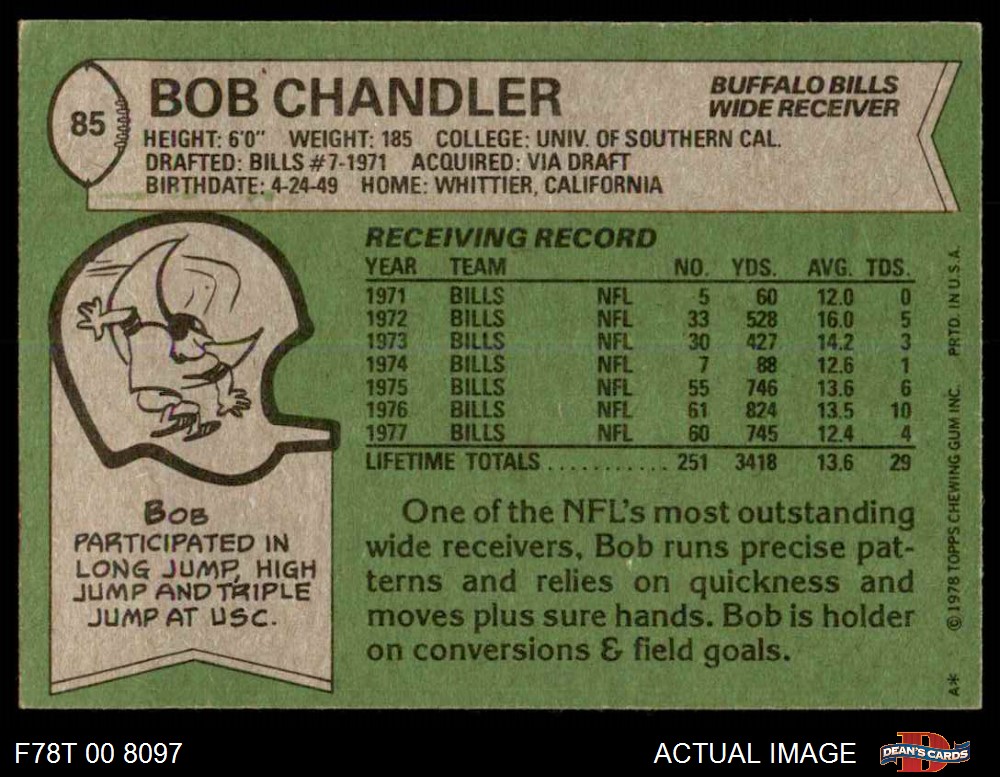 85
BOB CHANDLER
BUFFALO BILLS
WIDE RECEIVER
HEIGHT: 6'0" WEIGHT: 185 COLLEGE: UNIV. OF SOUTHERN CAL.
DRAFTED: BILLS #7-1971 ACQUIRED: VIA DRAFT
BIRTHDATE: 4-24-49 HOME: WHITTIER, CALIFORNIA
RECEIVING RECORD
YEAR TEAM NO. YDS. AVG. TDS.
1971 BILLS NFL 5 60 12.0 0
1972 BILLS NFL 33 528 16.0 5
1973 BILLS NFL 30 427 14.2 3
1974 BILLS NFL 7 88 12.6 1
1975 BILLS NFL 55 746 13.6 6
1976 BILLS NFL 61 824 13.5 10
1977 BILLS NFL 60 745 12.4 4
LIFETIME TOTALS........... 251 3418 13.6 29
BOB
PARTICIPATED IN
LONG JUMP, HIGH
JUMP AND TRIPLE
JUMP AT USC.
One of the NFL's most outstanding
wide receivers, Bob runs precise pat-
terns and relies on quickness and
moves plus sure hands. Bob is holder
on conversions & field goals.
A* © 1978 TOPPS CHEWING GUM INC. PRTD. IN U.S.A.
F78T 00 8097
ACTUAL IMAGE
D
DEAN'S CARDS